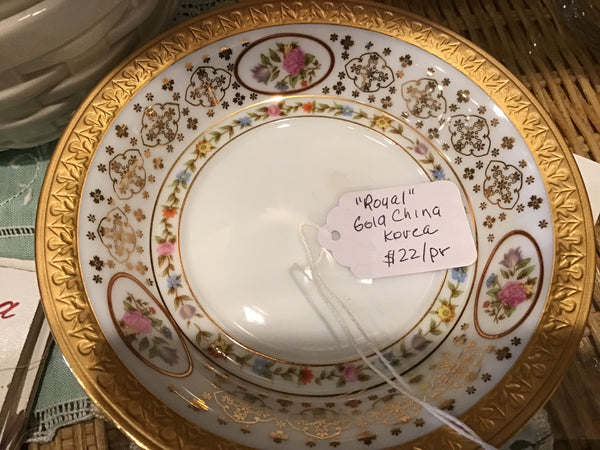 "Royal"
Gold China
Korea
$22/pr
a